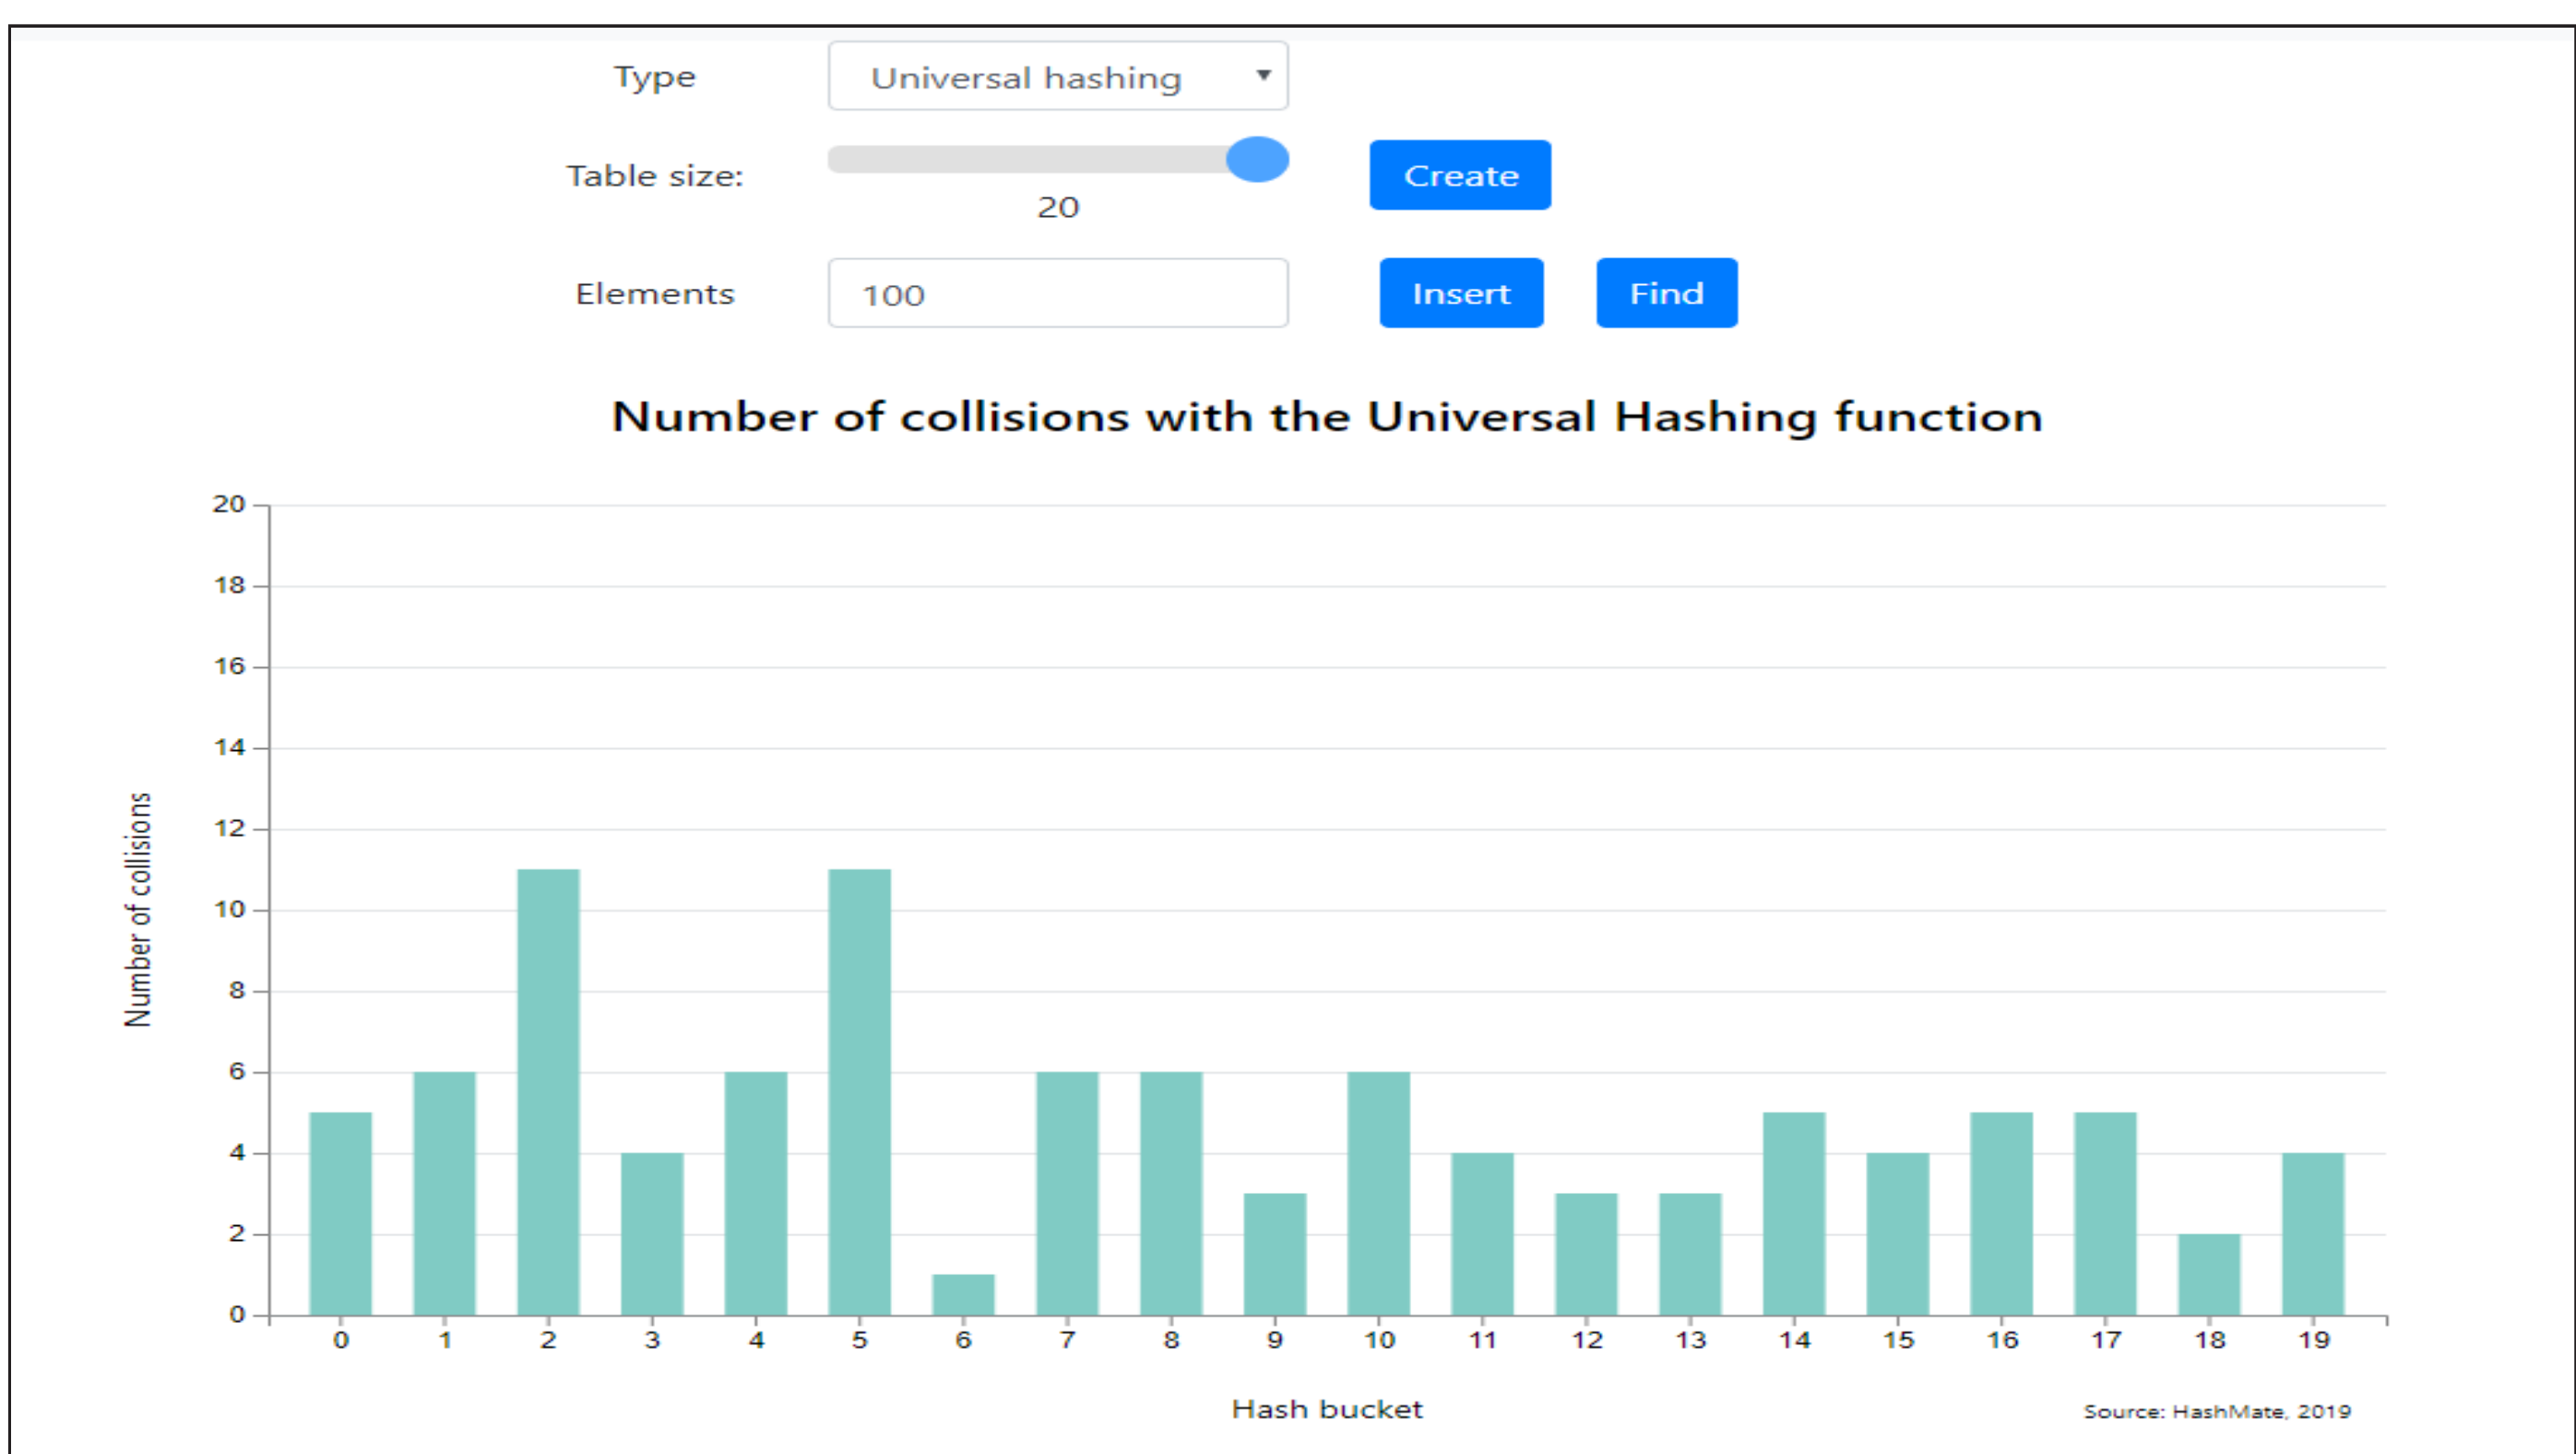 Type
Universal hashing
Table size:
20
Create
Elements
100
Insert
Find
Number of collisions with the Universal Hashing function
20
18
16
14
12
10
8
6
4
2
0
Number of collisions
0 1 2 3 4 5 6 7 8 9 10 11 12 13 14 15 16 17 18 19
Hash bucket
Source: HashMate, 2019